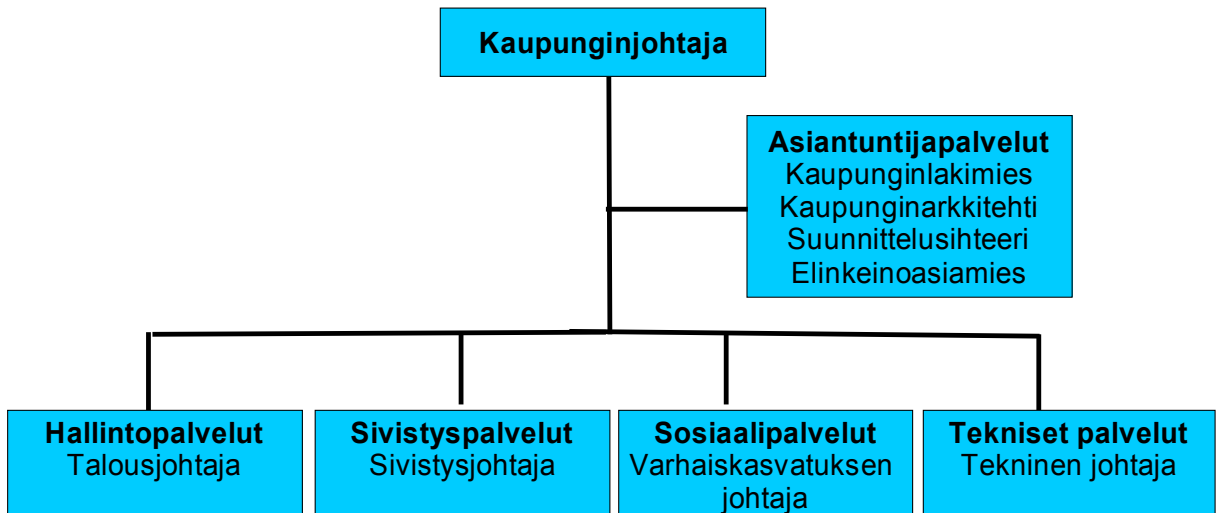 Kaupunginjohtaja
Asiantuntijapalvelut
Kaupunginlakimies
Kaupunginarkkitehti
Suunnittelusihteeri
Elinkeinoasiamies
Hallintopalvelut
Talousjohtaja
Sivistyspalvelut
Sivistysjohtaja
Sosiaalipalvelut
Varhaiskasvatuksen
johtaja
Tekniset palvelut
Tekninen johtaja